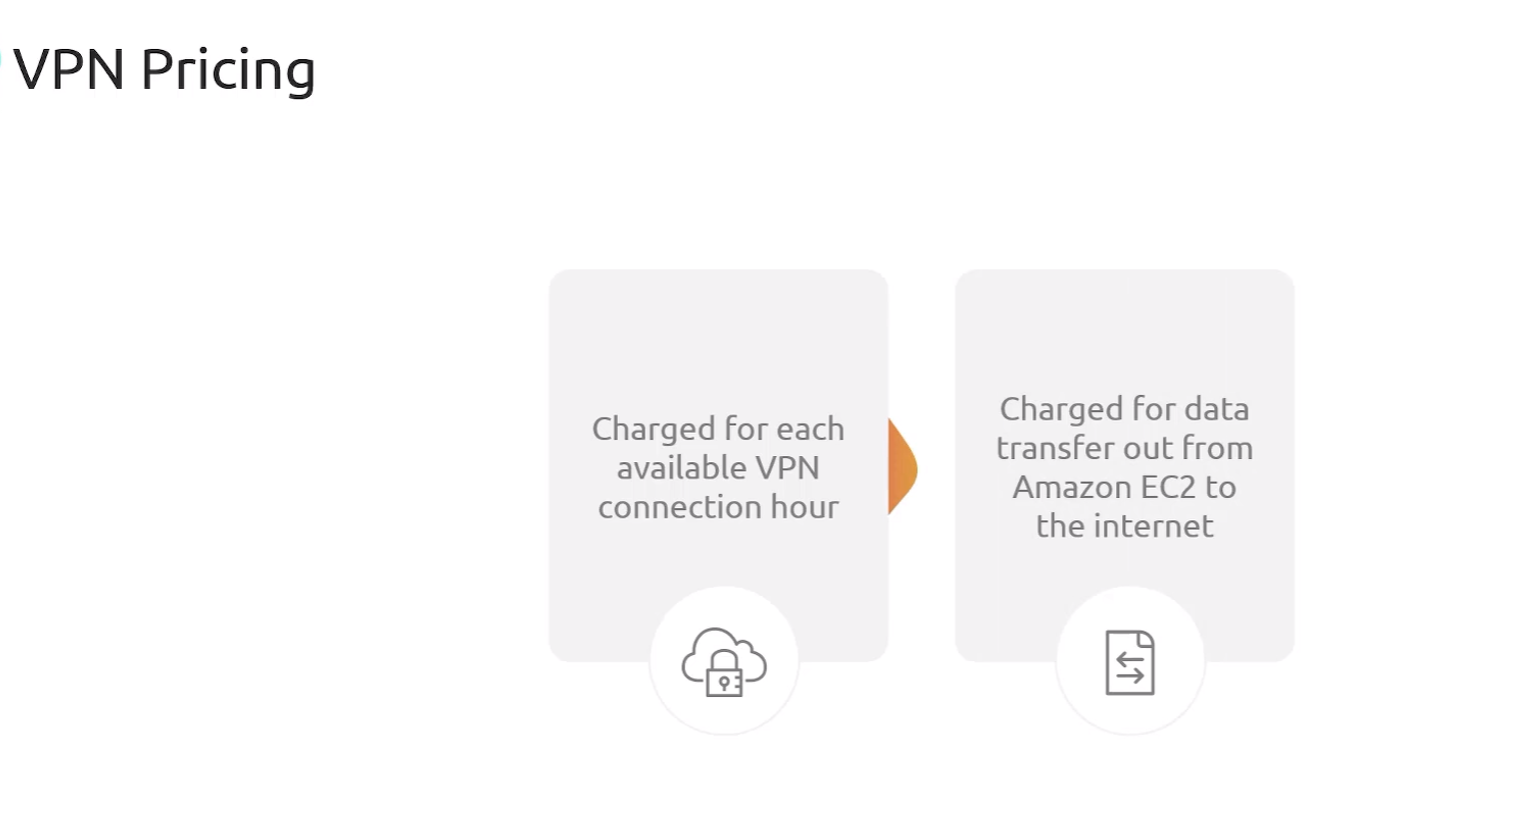 VPN Pricing
Charged for each
available VPN
connection hour
Charged for data
transfer out from
Amazon EC2 to
the internet